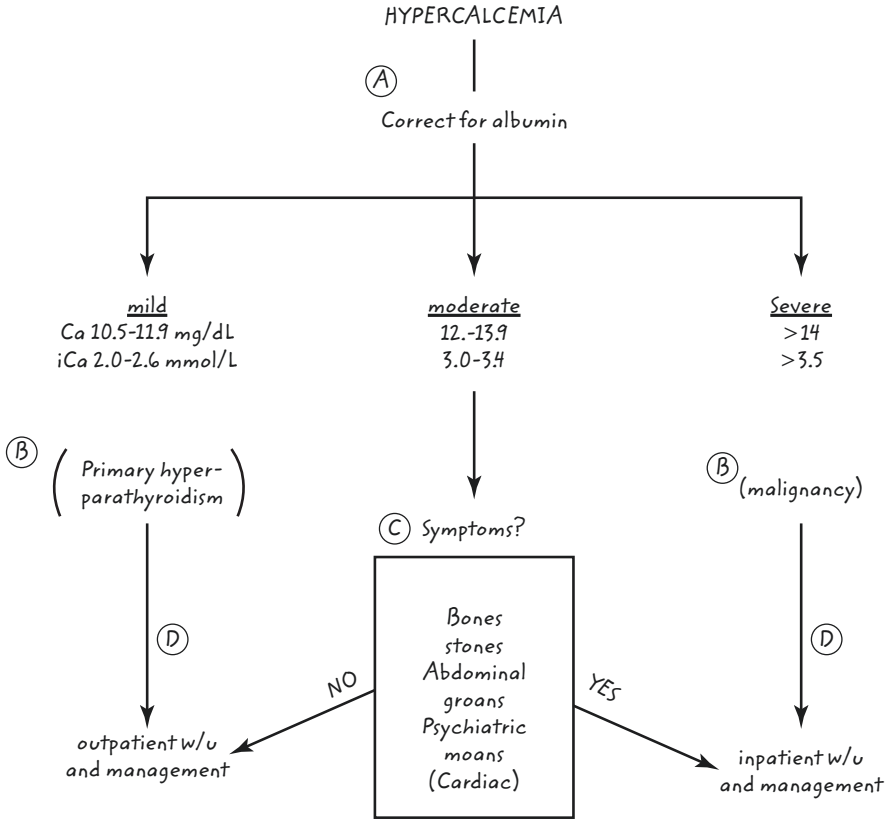 HYPERCALCEMIA
A
Correct for albumin
mild
Ca 10.5-11.9 mg/dL
iCa 2.0-2.6 mmol/L
moderate
12.-13.9
3.0-3.4
Severe
>14
>3.5
B
(Primary hyper-
parathyroidism)
C Symptoms?
B
(malignancy)
Bones
stones
Abdominal
groans
Psychiatric
moans
(Cardiac)
D
NO
YES
D
outpatient w/u
and management
inpatient w/u
and management